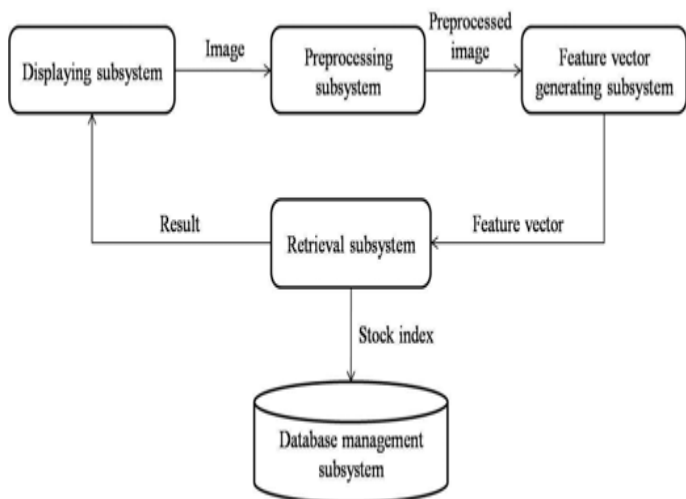 Displaying subsystem
Image
Preprocessing
subsystem
Preprocessed
image
Feature vector
generating subsystem
Result
Retrieval subsystem
Feature vector
Stock index
Database management
subsystem